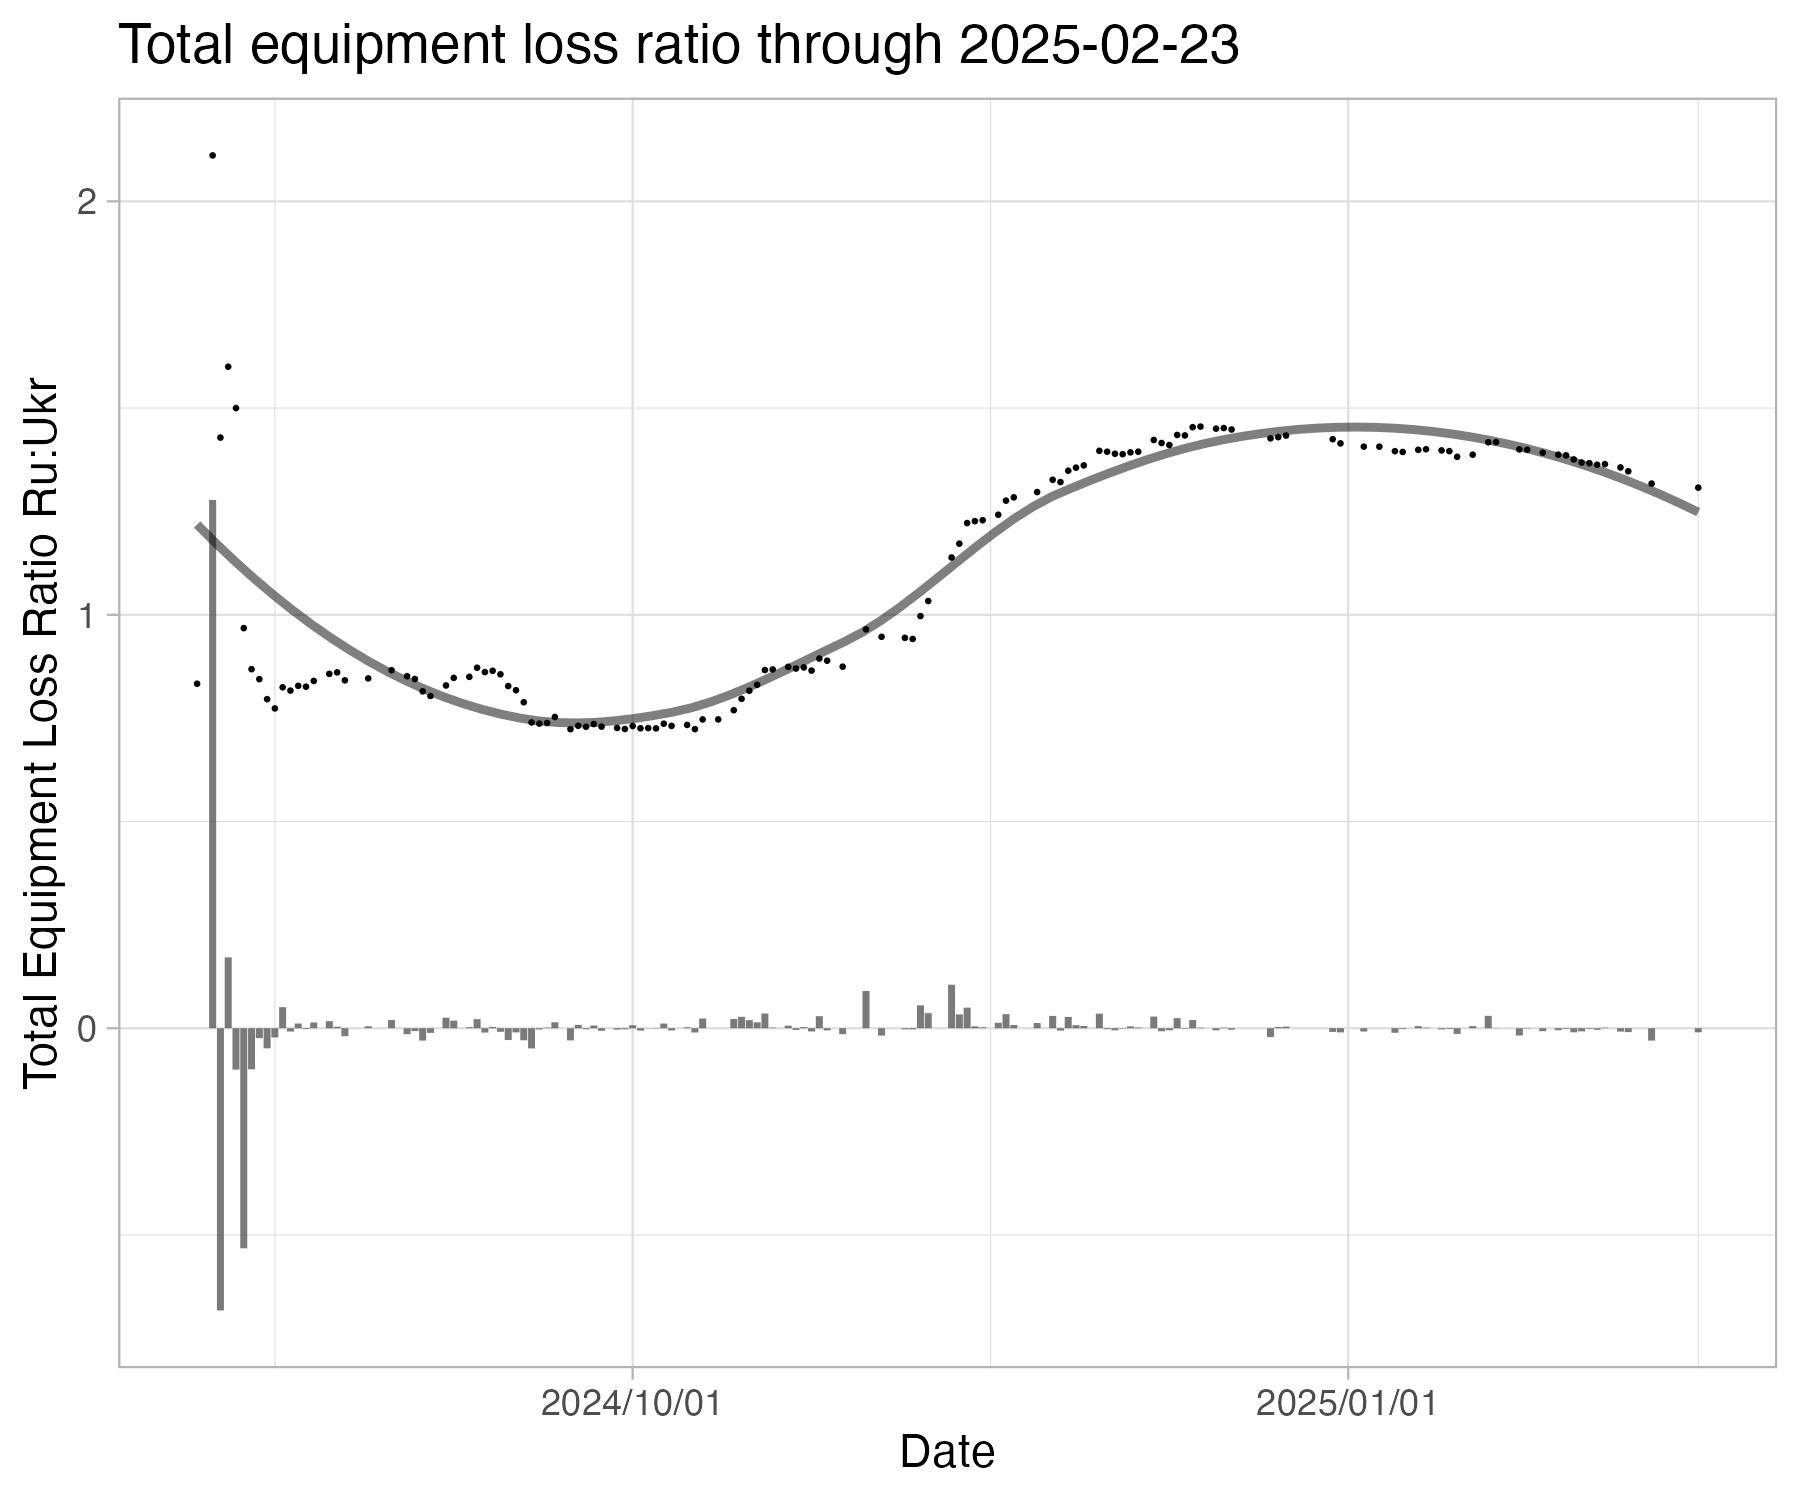 Total equipment loss ratio through 2025-02-23
Total Equipment Loss Ratio Ru:Ukr
2
1
0
2024/10/01
2025/01/01
Date